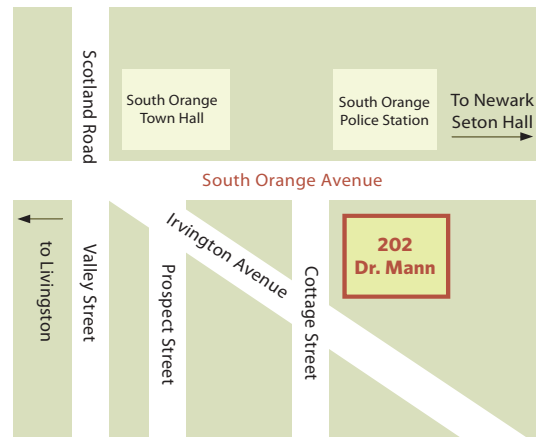 Scotland Road
South Orange
Town Hall
South Orange
Police Station
To Newark
Seton Hall
South Orange Avenue
to Livingston
Valley Street
Prospect Street
Irvington Avenue
Cottage Street
202
Dr. Mann